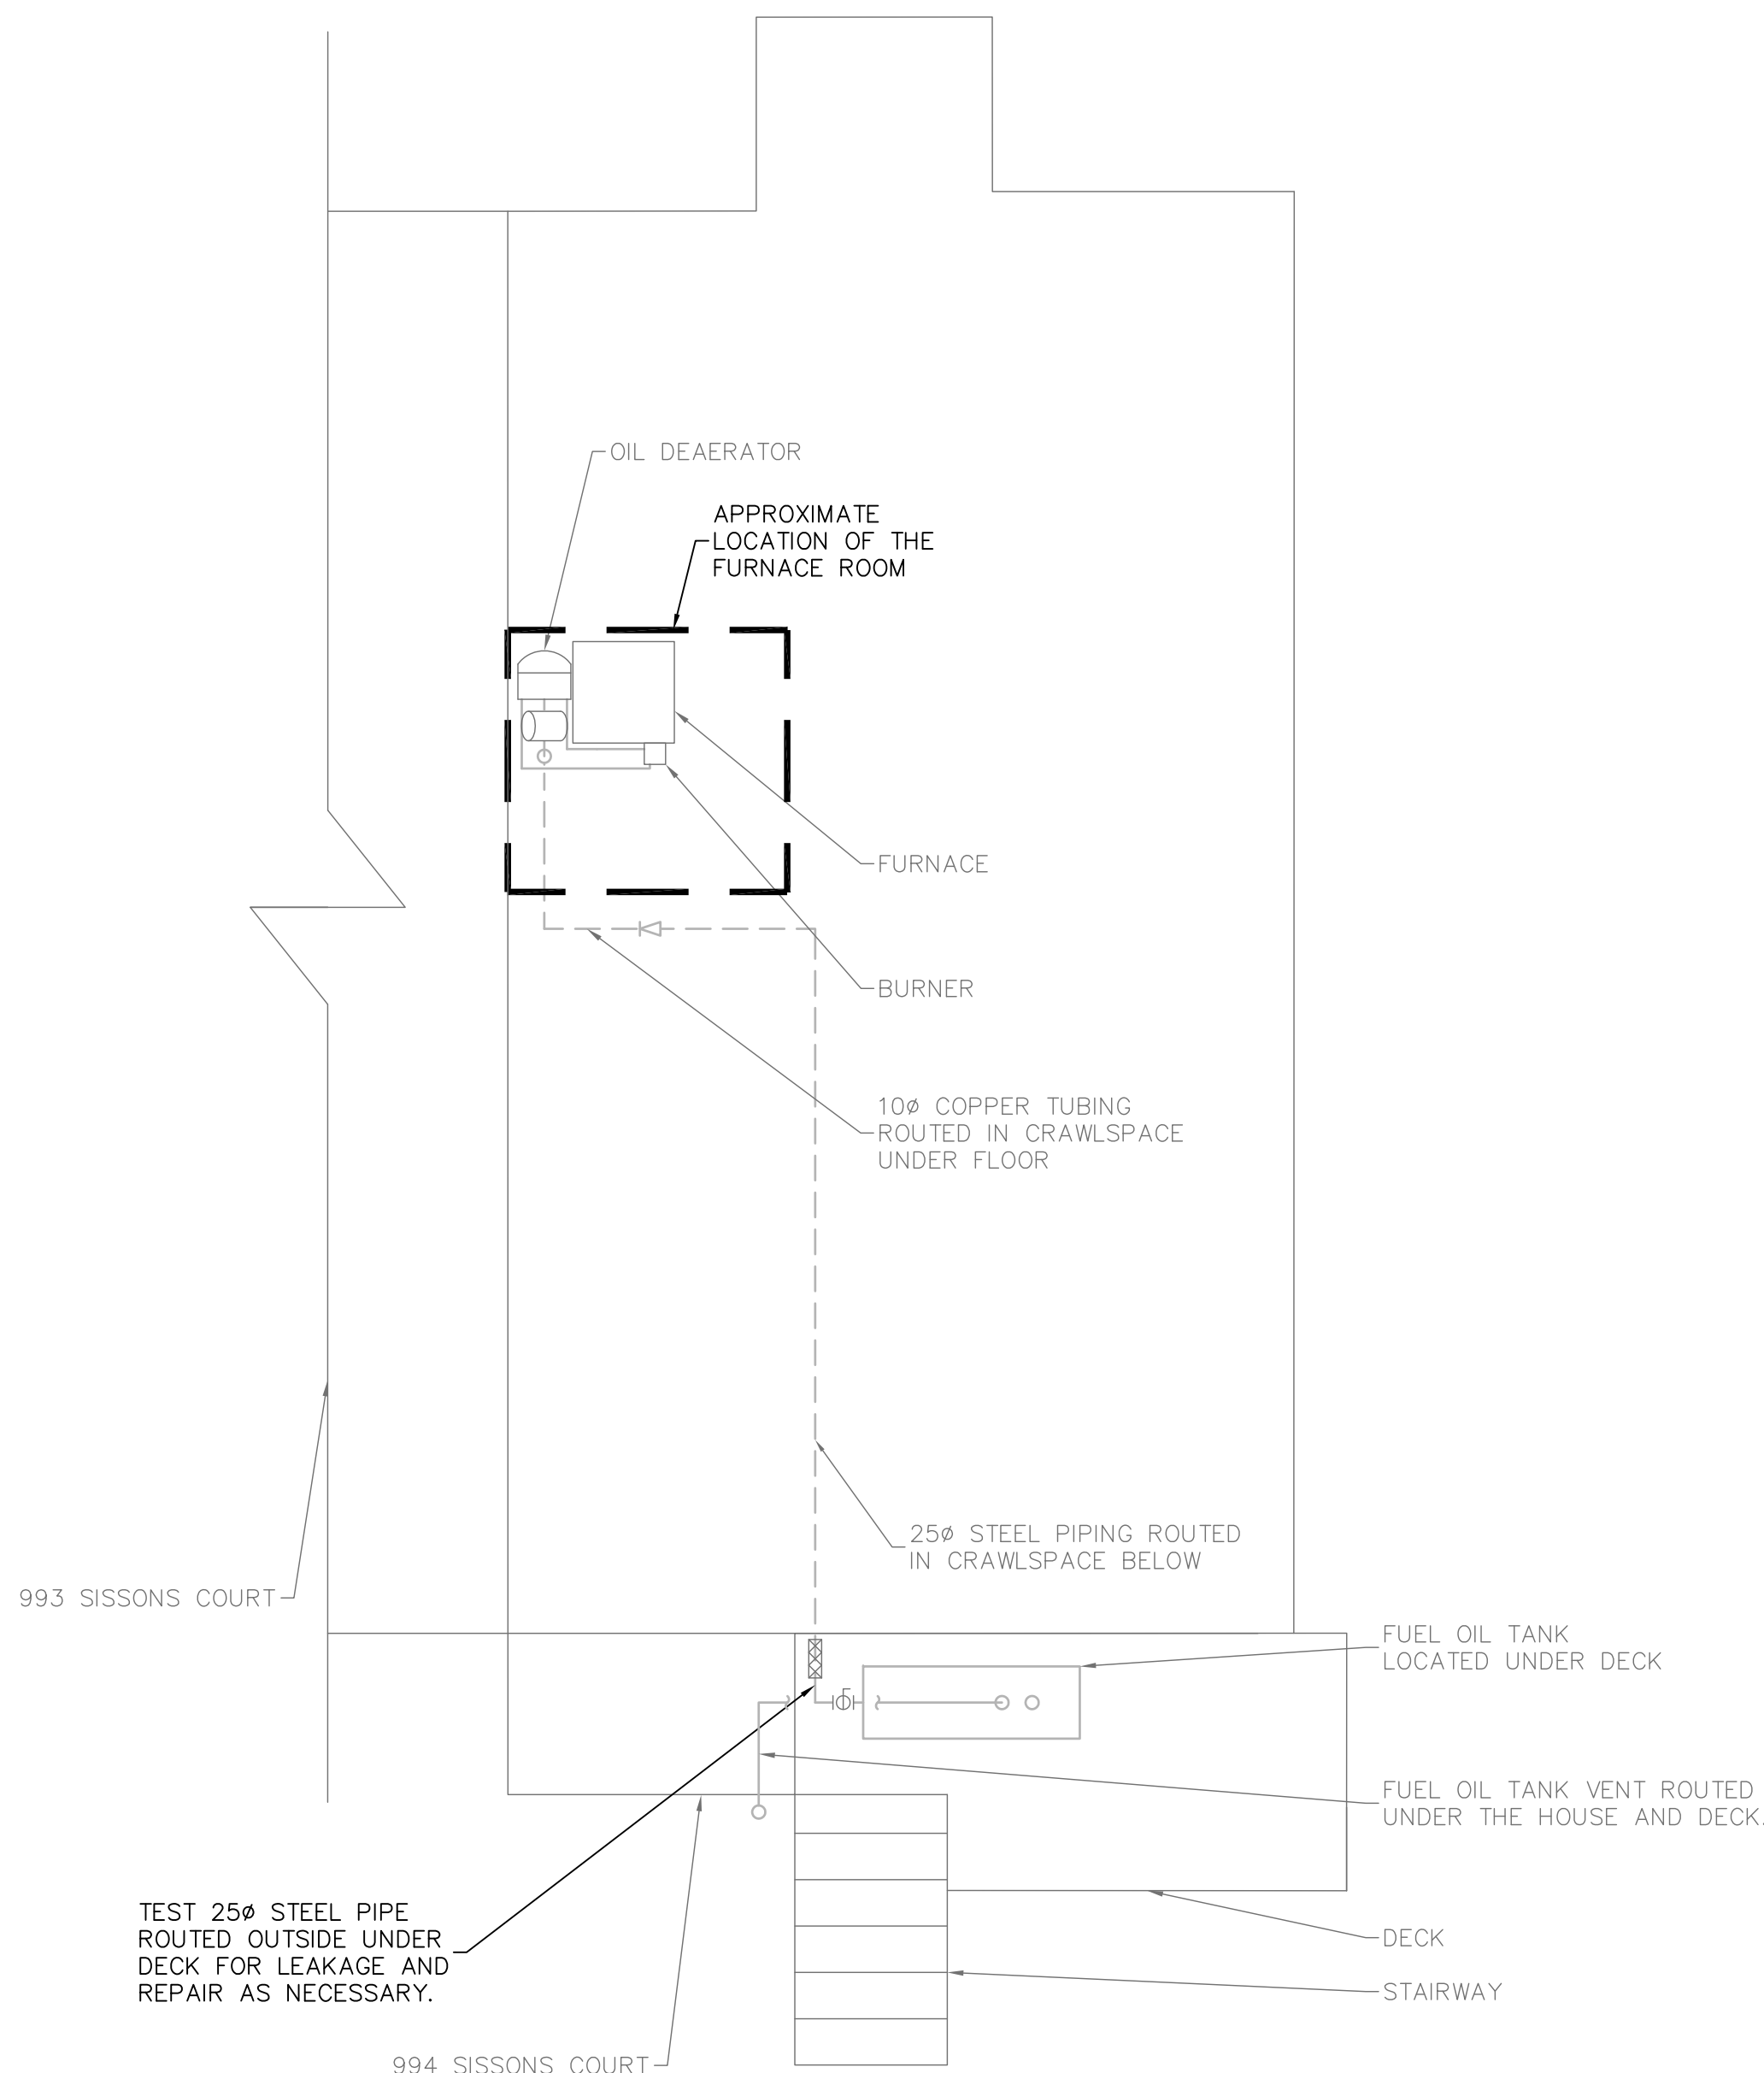 OIL DEAERATOR
APPROXIMATE
LOCATION OF THE
FURNACE ROOM
FURNACE
BURNER
10ø COPPER TUBING
ROUTED IN CRAWLSPACE
UNDER FLOOR
25ø STEEL PIPING ROUTED
IN CRAWLSPACE BELOW
993 SISSONS COURT
FUEL OIL TANK
LOCATED UNDER DECK
FUEL OIL TANK VENT ROUTED
UNDER THE HOUSE AND DECK.
TEST 25ø STEEL PIPE
ROUTED OUTSIDE UNDER
DECK FOR LEAKAGE AND
REPAIR AS NECESSARY.
DECK
STAIRWAY
994 SISSONS COURT